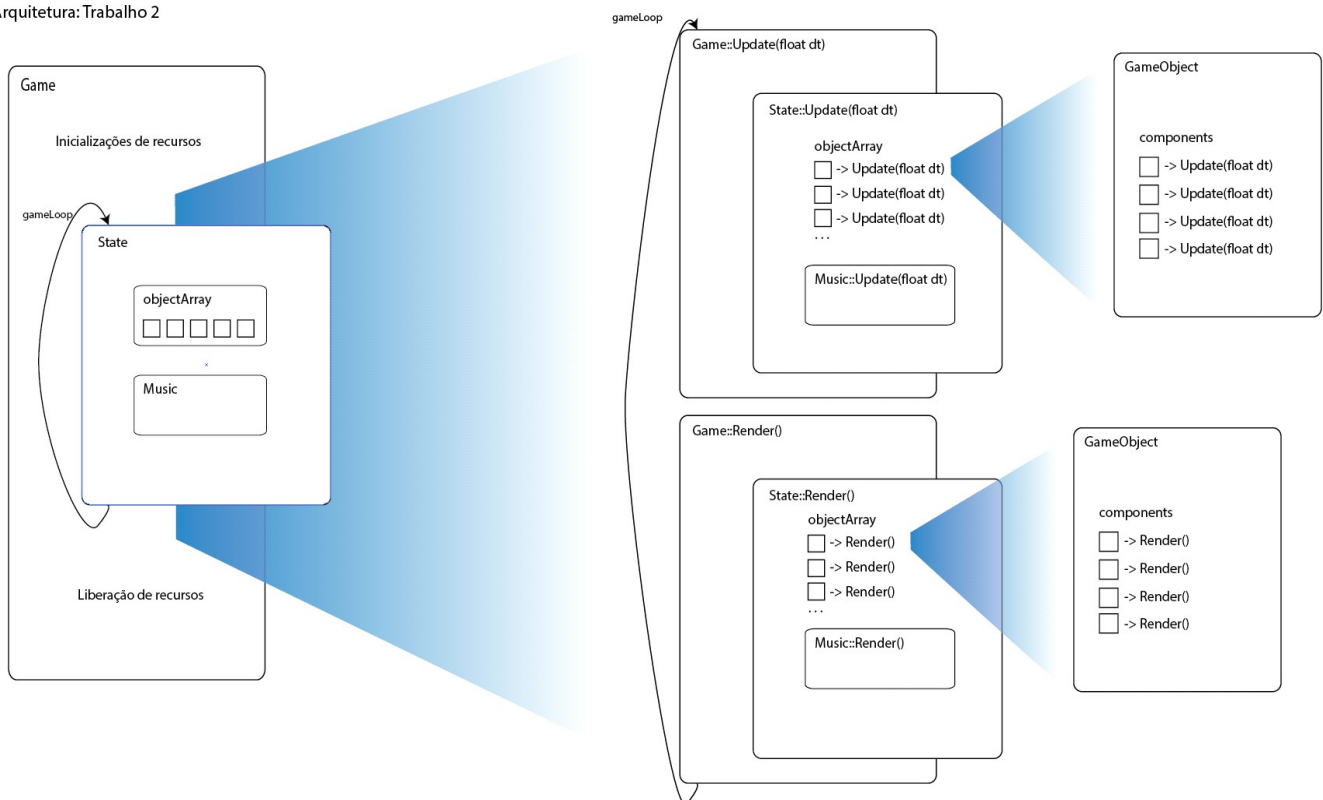 rquitetura: Trabalho 2
Game
Inicializações de recursos
gameLoop
State
objectArray
Music
Liberação de recursos
gameLoop
Game::Update(float dt)
State::Update(float dt)
objectArray
-> Update(float dt)
-> Update(float dt)
-> Update(float dt)
...
Music::Update(float dt)
GameObject
components
-> Update(float dt)
-> Update(float dt)
-> Update(float dt)
-> Update(float dt)
Game::Render()
State::Render()
objectArray
-> Render()
-> Render()
-> Render()
...
Music::Render()
GameObject
components
-> Render()
-> Render()
-> Render()
-> Render()